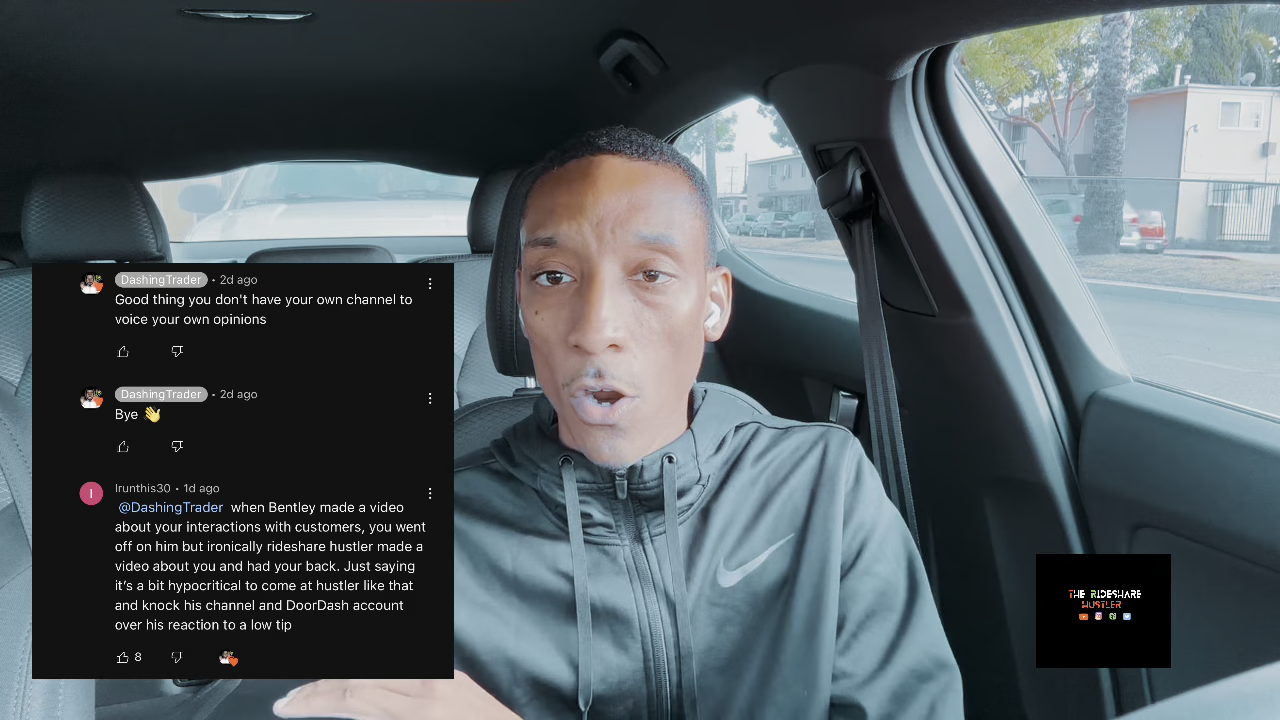 DashingTrader • 2d ago
Good thing you don't have your own channel to
voice your own opinions
DashingTrader • 2d ago
Bye 👋
I
Irunthis30 • 1d ago
@DashingTrader when Bentley made a video
about your interactions with customers, you went
off on him but ironically rideshare hustler made a
video about you and had your back. Just saying
it's a bit hypocritical to come at hustler like that
and knock his channel and DoorDash account
over his reaction to a low tip
8
THE RIDESHARE
HUSTLER